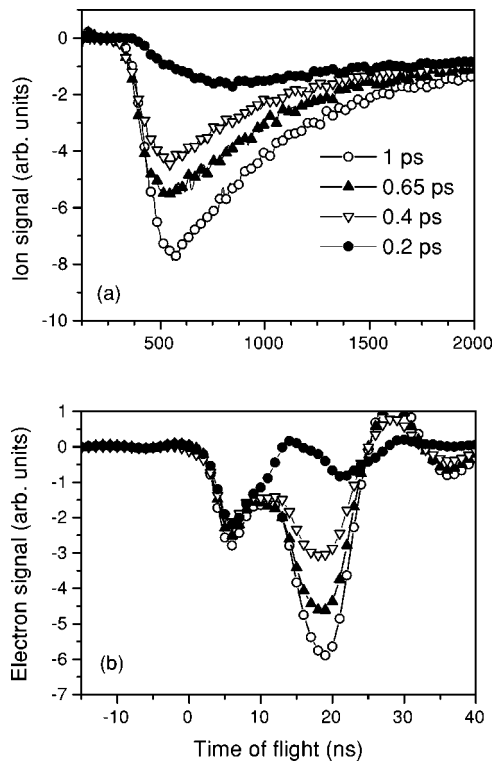 0
-2
-4
-6
-8
-10
Ion signal (arb. units)
1 ps
0.65 ps
0.4 ps
0.2 ps
(a)
500
1000
1500
2000
1
0
-1
-2
-3
-4
-5
-6
-7
Electron signal (arb. units)
(b)
-10
0
10
20
30
40
Time of flight (ns)